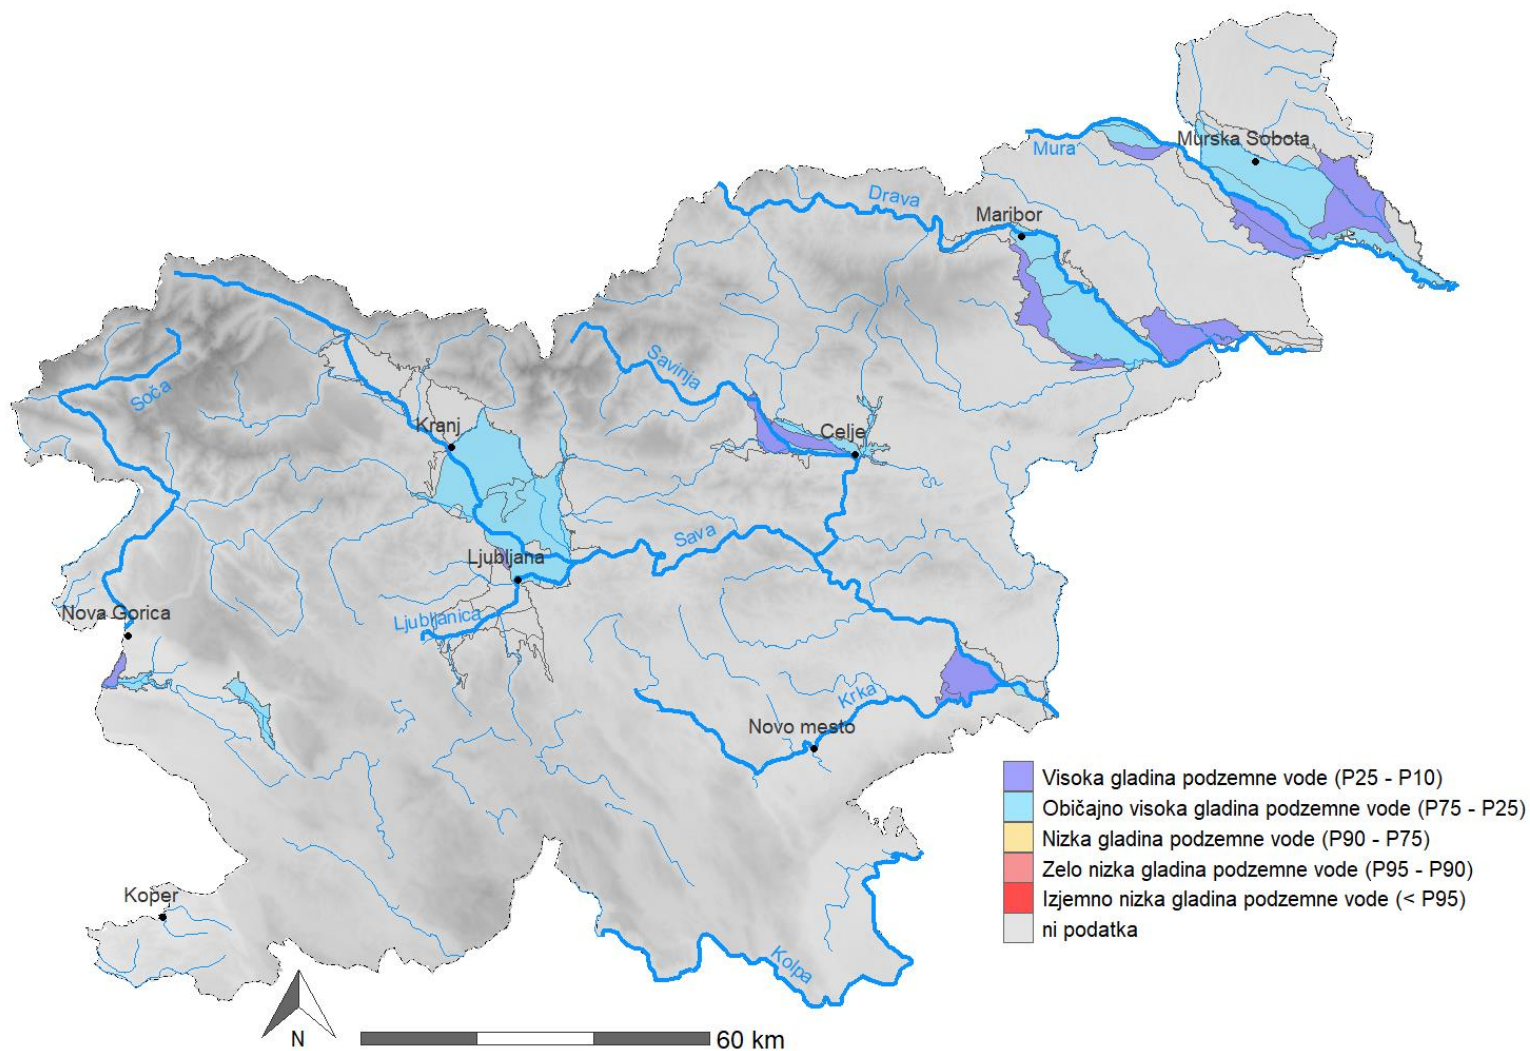 Murska Sobota
Mura
Drava
Maribor
Soča
Savinja
Kranj
Celje
Sava
Ljubljana
Nova Gorica
Ljubljanica
Krka
Novo mesto
Visoka gladina podzemne vode (P25 - P10)
Običajno visoka gladina podzemne vode (P75 - P25)
Nizka gladina podzemne vode (P90 - P75)
Zelo nizka gladina podzemne vode (P95 - P90)
Izjemno nizka gladina podzemne vode (< P95)
ni podatka
Koper
Kolpa
N
60 km